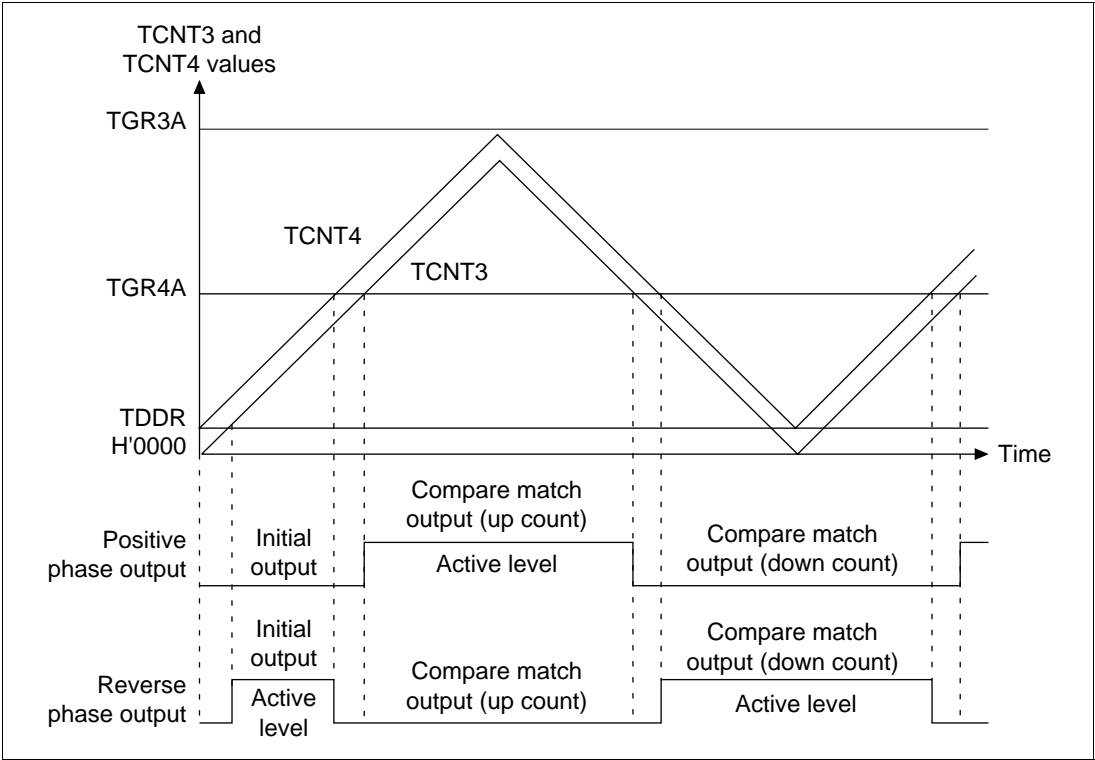 TCNT3 and
TCNT4 values
TGR3A
TCNT4
TCNT3
TGR4A
TDDR
H'0000
Time
Compare match
output (up count)
Positive
phase output
Initial
output
Active level
Compare match
output (down count)
Initial
output
Compare match
output (up count)
Compare match
output (down count)
Reverse
phase output
Active
level
Active level